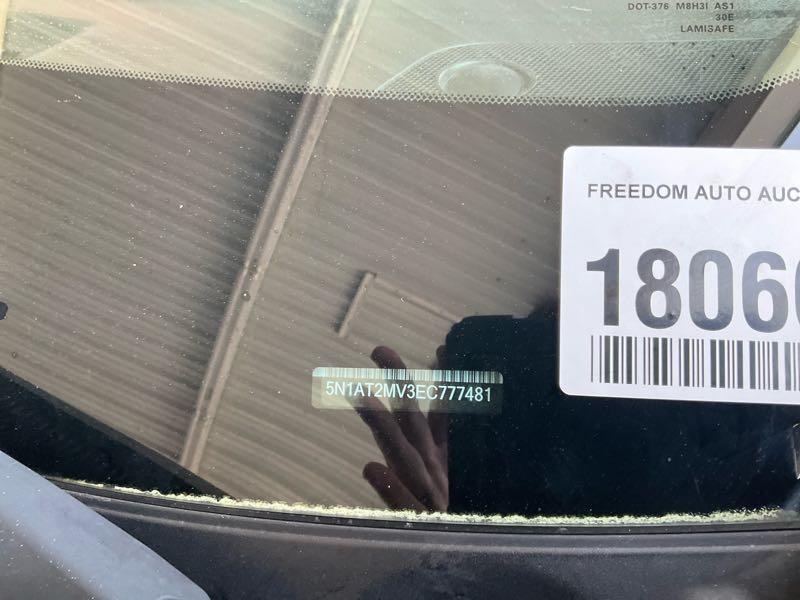 DOT-376 M8H3I AS1
30E
LAMISAFE
FREEDOM AUTO AUC
1806
5N1AT2MV3EC777481